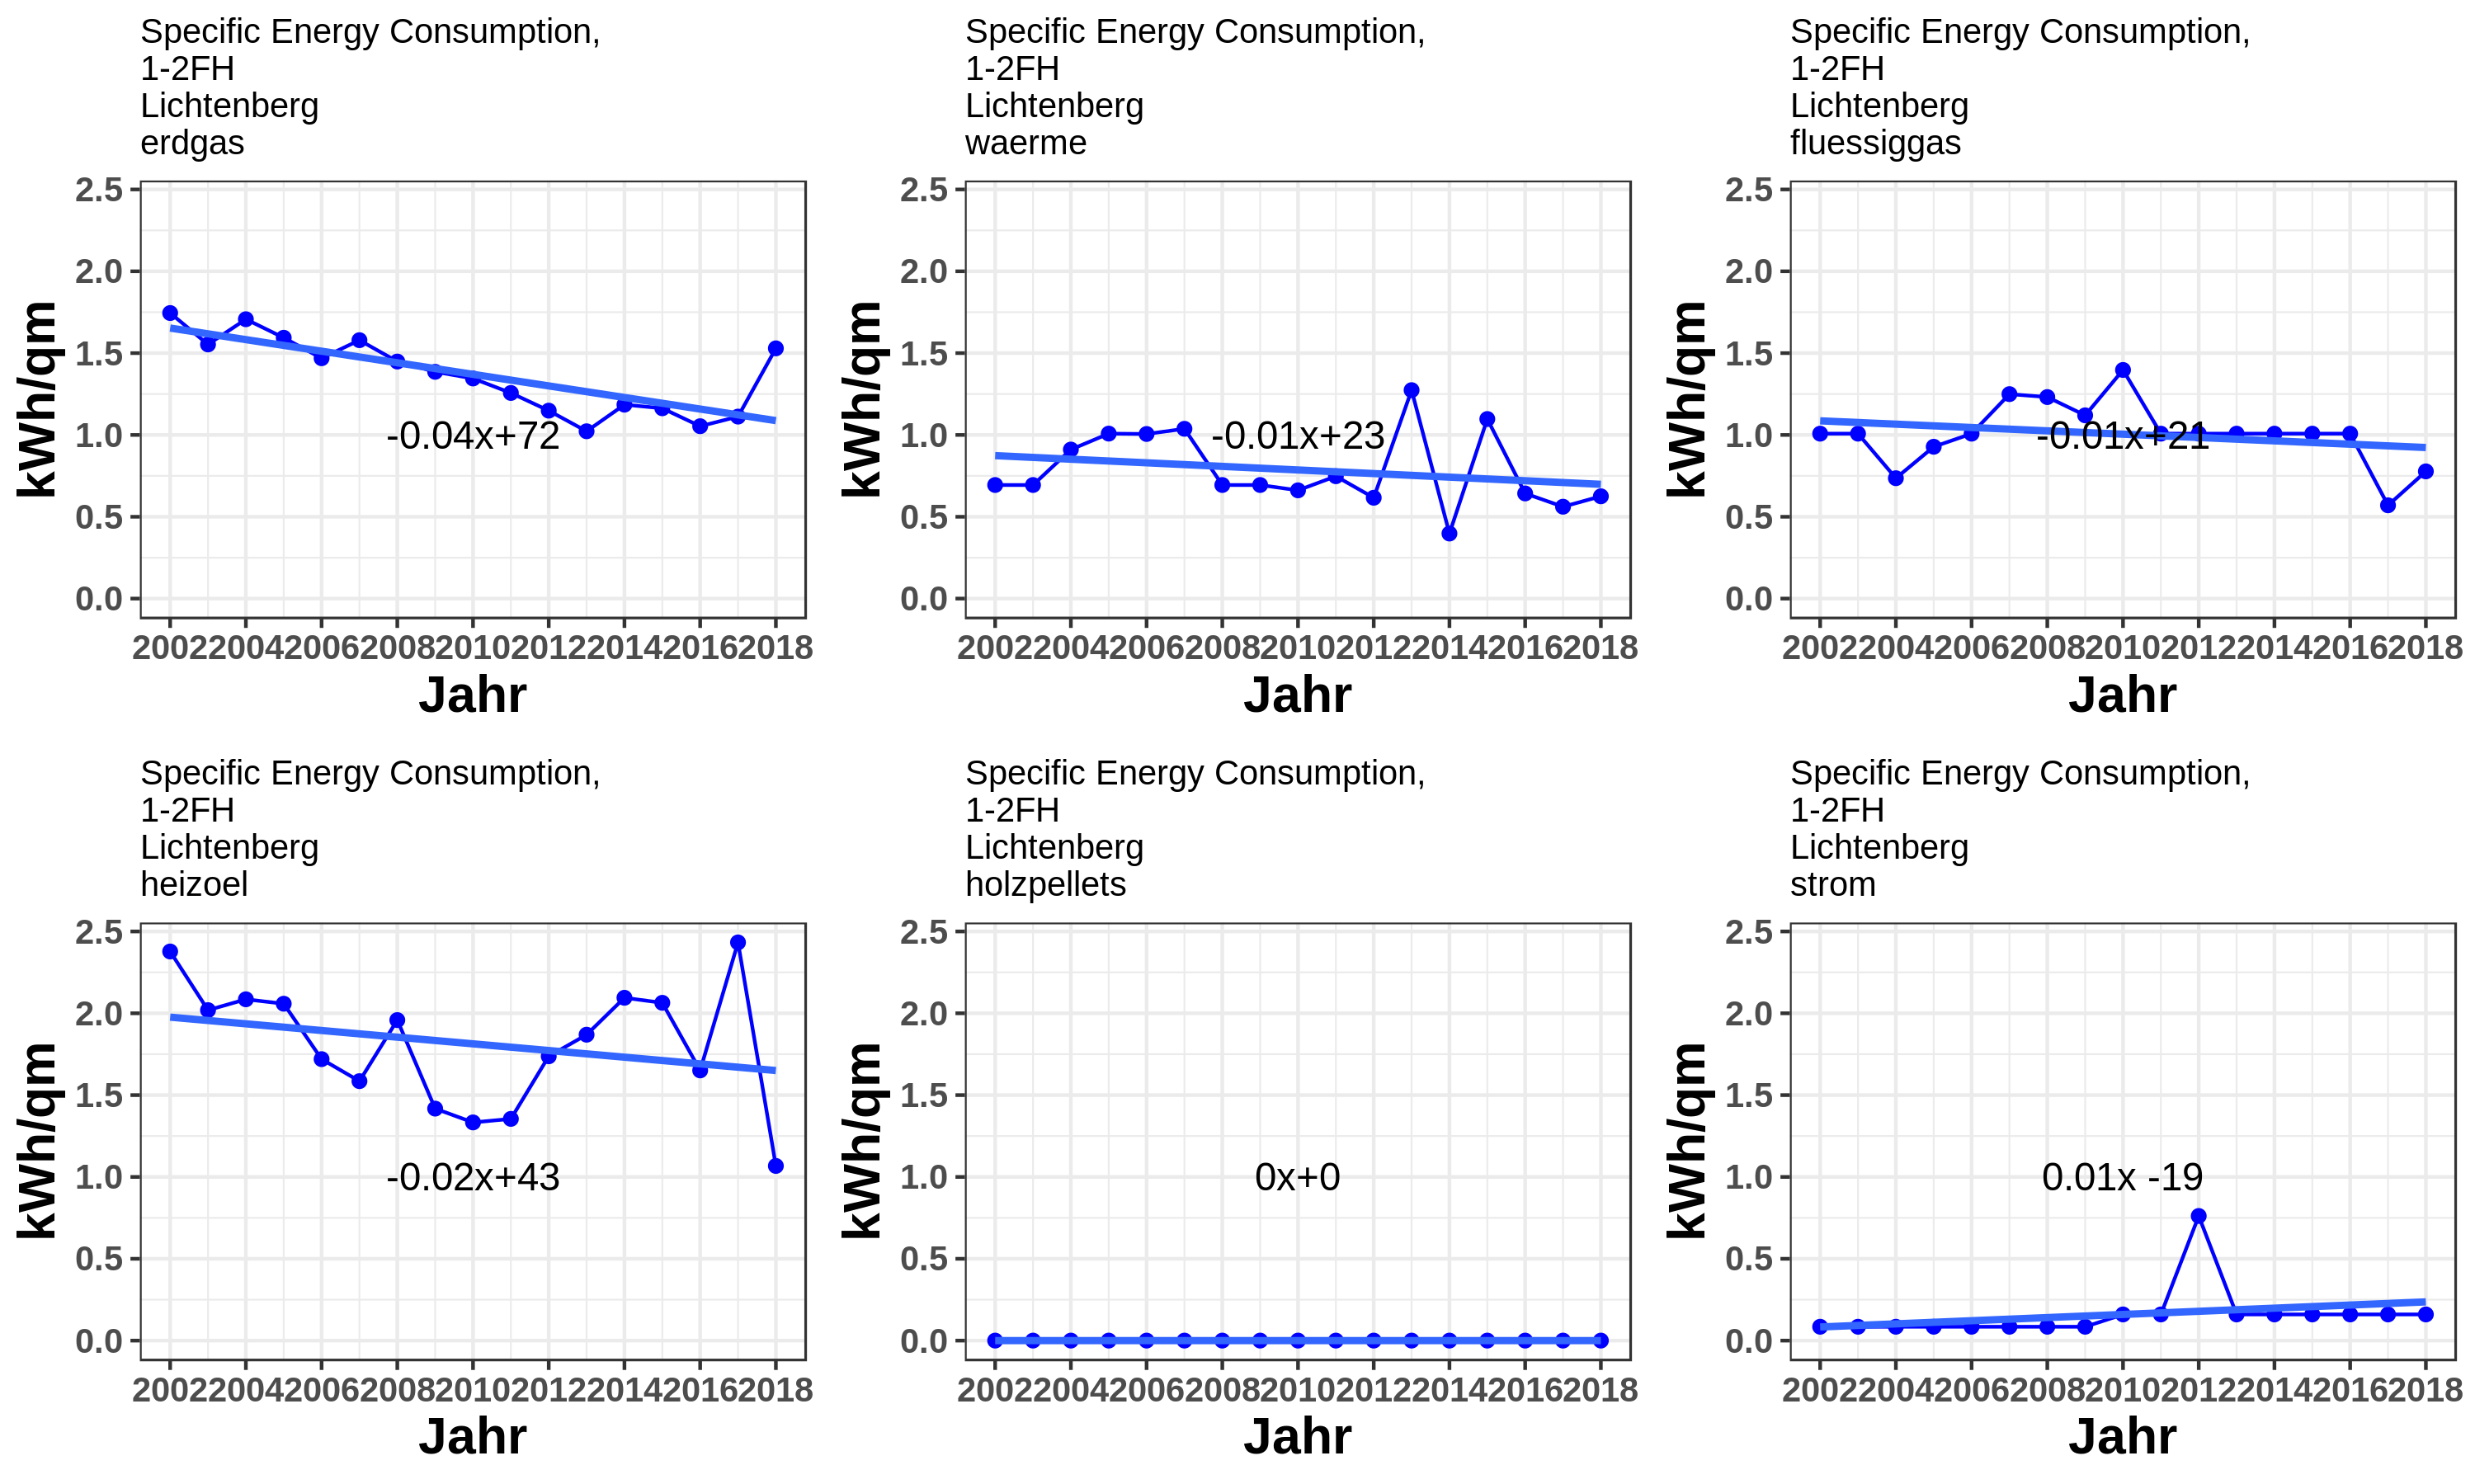 Specific Energy Consumption,
1-2FH
Lichtenberg
erdgas
2.5
2.0
1.5
1.0
0.5
0.0
kWh/qm
-0.04x+72
2002 2004 2006 2008 2010 2012 2014 2016 2018
Jahr
Specific Energy Consumption,
1-2FH
Lichtenberg
waerme
2.5
2.0
1.5
1.0
0.5
0.0
kWh/qm
-0.01x+23
2002 2004 2006 2008 2010 2012 2014 2016 2018
Jahr
Specific Energy Consumption,
1-2FH
Lichtenberg
fluessiggas
2.5
2.0
1.5
1.0
0.5
0.0
kWh/qm
-0.01x+21
2002 2004 2006 2008 2010 2012 2014 2016 2018
Jahr
Specific Energy Consumption,
1-2FH
Lichtenberg
heizoel
2.5
2.0
1.5
1.0
0.5
0.0
kWh/qm
-0.02x+43
2002 2004 2006 2008 2010 2012 2014 2016 2018
Jahr
Specific Energy Consumption,
1-2FH
Lichtenberg
holzpellets
2.5
2.0
1.5
1.0
0.5
0.0
kWh/qm
0x+0
2002 2004 2006 2008 2010 2012 2014 2016 2018
Jahr
Specific Energy Consumption,
1-2FH
Lichtenberg
strom
2.5
2.0
1.5
1.0
0.5
0.0
kWh/qm
0.01x -19
2002 2004 2006 2008 2010 2012 2014 2016 2018
Jahr